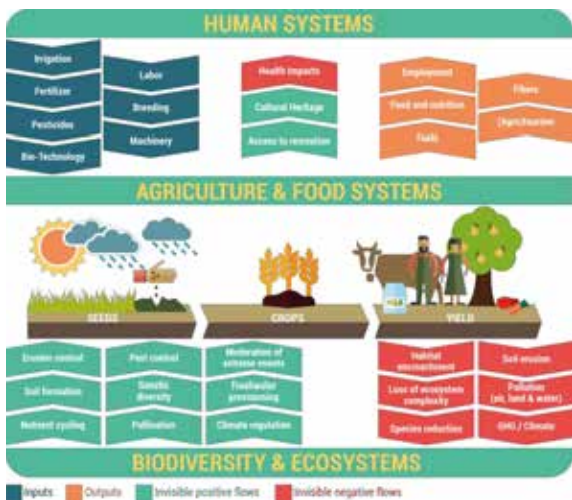 HUMAN SYSTEMS
Irrigation
Fertilizer
Pesticides
Bio-Technology
Labor
Breeding
Machinery
Health impacts
Cultural Heritage
Access to recreation
Employment
Food and nutrition
Fuels
Fibers
(Agri)tourism
AGRICULTURE & FOOD SYSTEMS
SEEDS
CROPS
YIELD
MILK
Erosion control
Soil formation
Nutrient cycling
Pest control
Genetic
diversity
Pollination
Moderation of
extreme events
Freshwater
provisioning
Climate regulation
Habitat
encroachment
Loss of ecosystem
complexity
Species reduction
Soil erosion
Pollution
(air, land & water)
GHG / Climate
BIODIVERSITY & ECOSYSTEMS
Inputs
Outputs
Invisible positive flows
Invisible negative flows